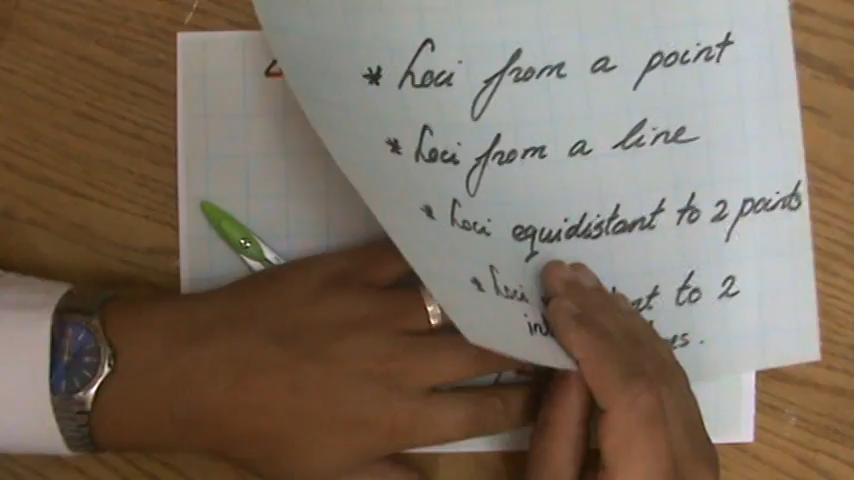 * Loci from a point
* Loci from a line
* Loci equidistant to 2 points
* Loci to 2